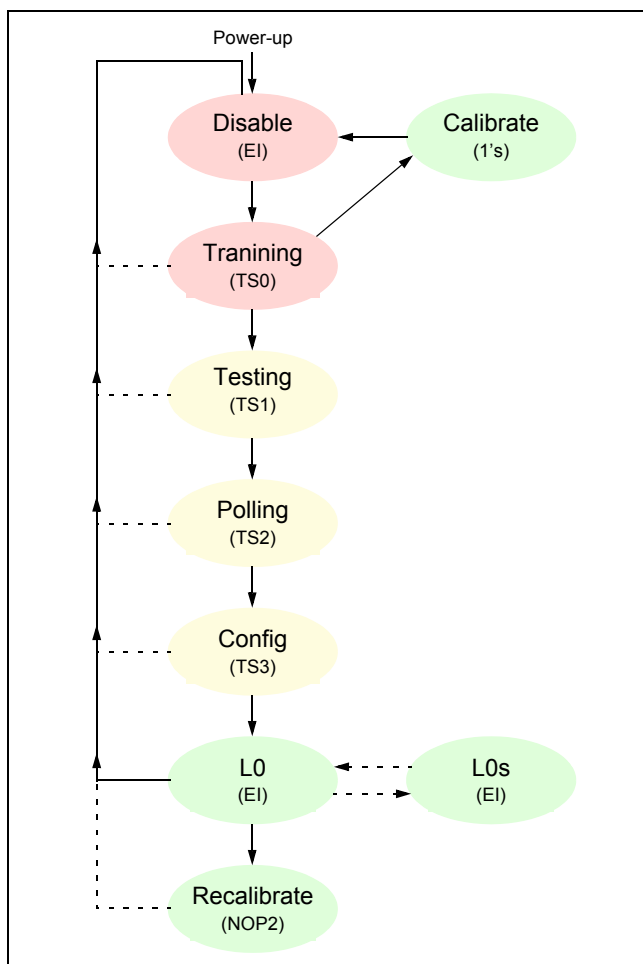 Power-up
Disable
(EI)
Calibrate
(1's)
Tranining
(TS0)
Testing
(TS1)
Polling
(TS2)
Config
(TS3)
L0
(EI)
L0s
(EI)
Recalibrate
(NOP2)